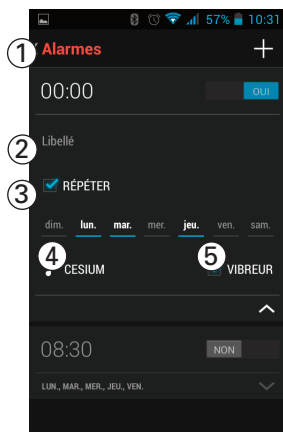 57% 10:31
1 Alarmes
00:00 OUI
2 Libellé
3 RÉPÉTER
dim. lun. mar. mer. jeu. ven. sam.
4 CESIUM 5 VIBREUR
08:30 NON
LUN., MAR., MER., JEU., VEN.